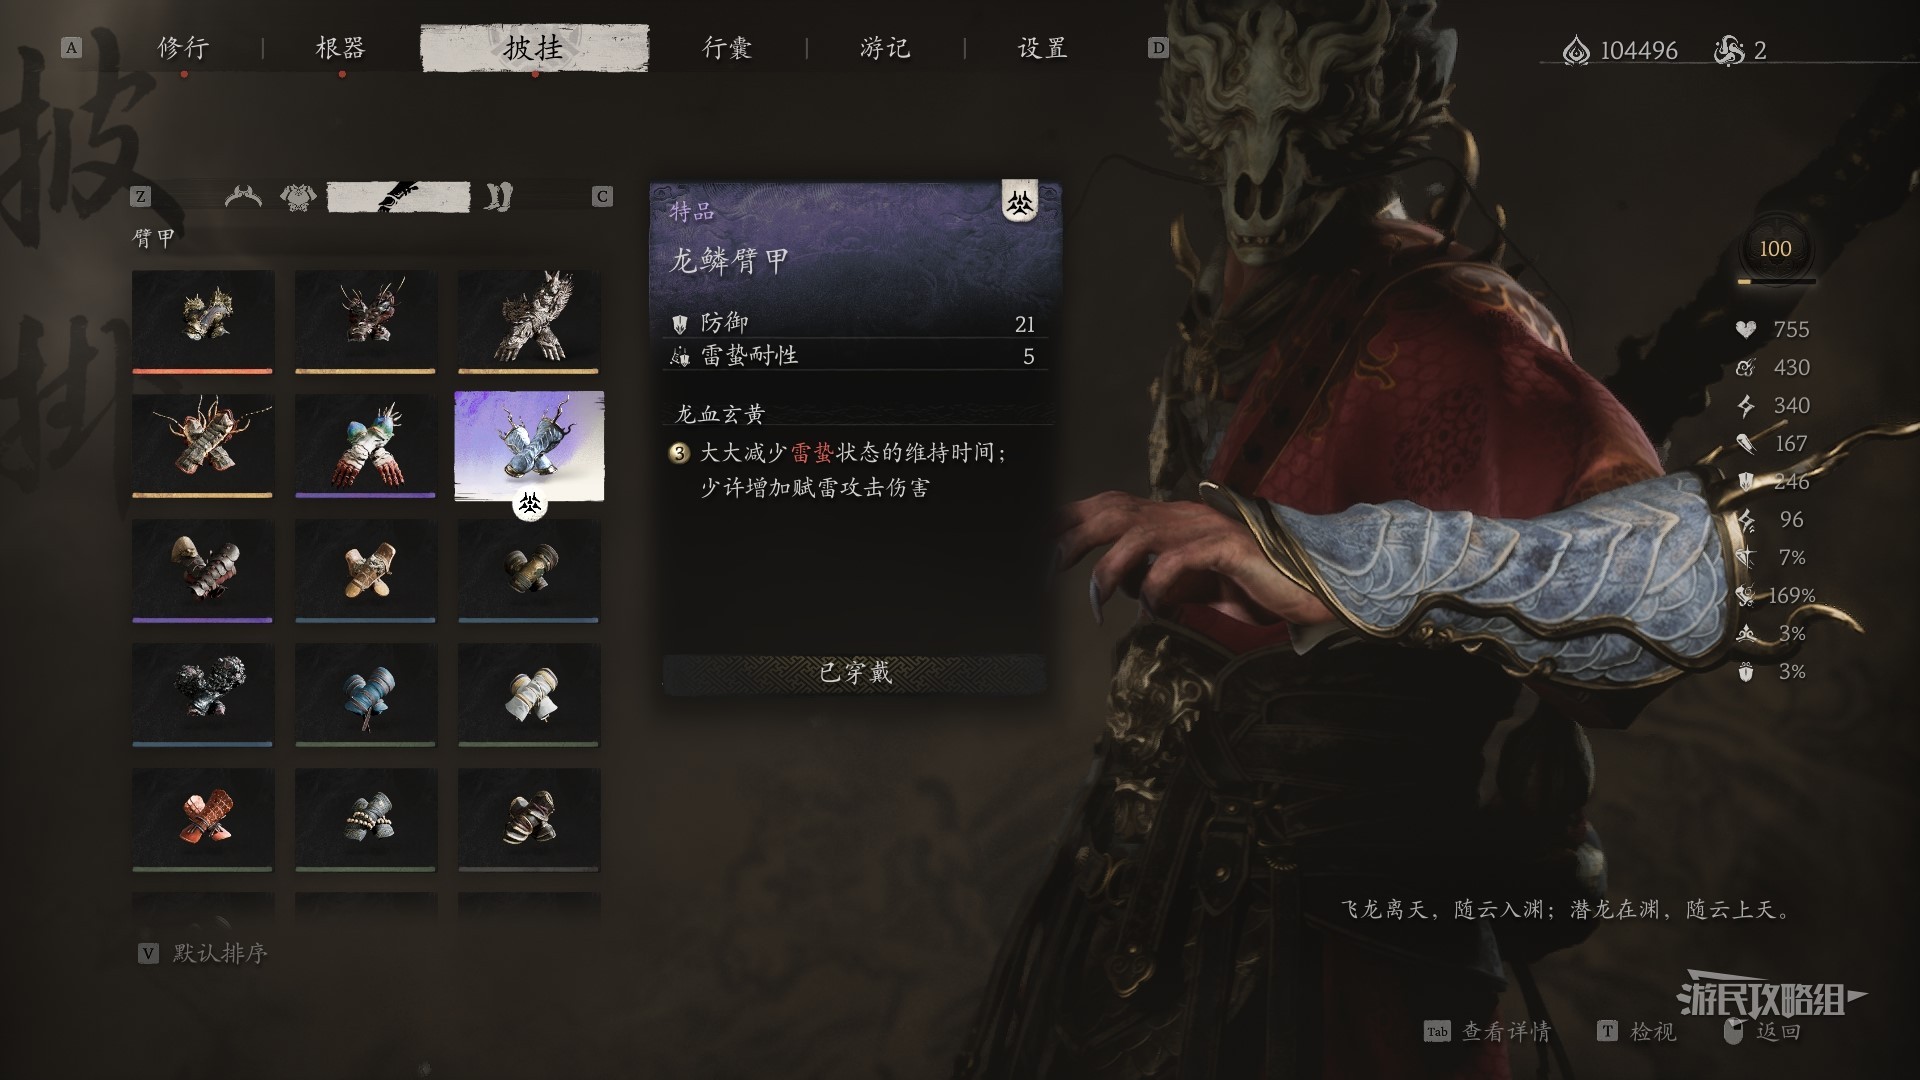 A 修行 根器 披挂 行囊 游记 设置 D 104496 2
披挂
Z C
臂甲
特品
龙鳞臂甲
防御 21
雷蛰耐性 5
龙血玄黄
3 大大减少雷蛰状态的维持时间；
少许增加赋雷攻击伤害
已穿戴
100
755
430
340
167
246
96
7%
169%
3%
3%
飞龙离天，随云入渊；潜龙在渊，随云上天。
V 默认排序
游民攻略组
Tab 查看详情 T 检视 返回